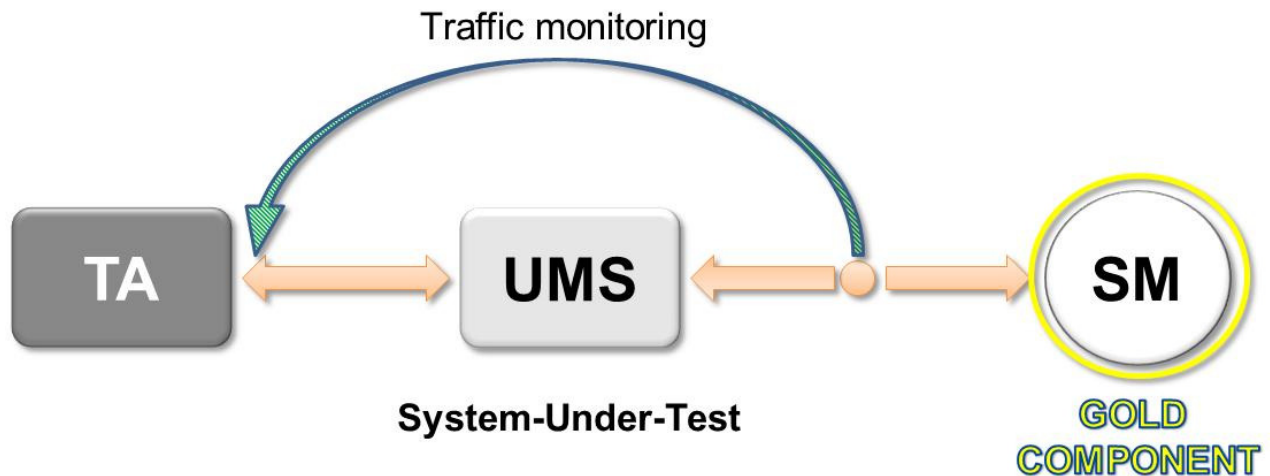 Traffic monitoring
TA
UMS
SM
System-Under-Test
GOLD
COMPONENT